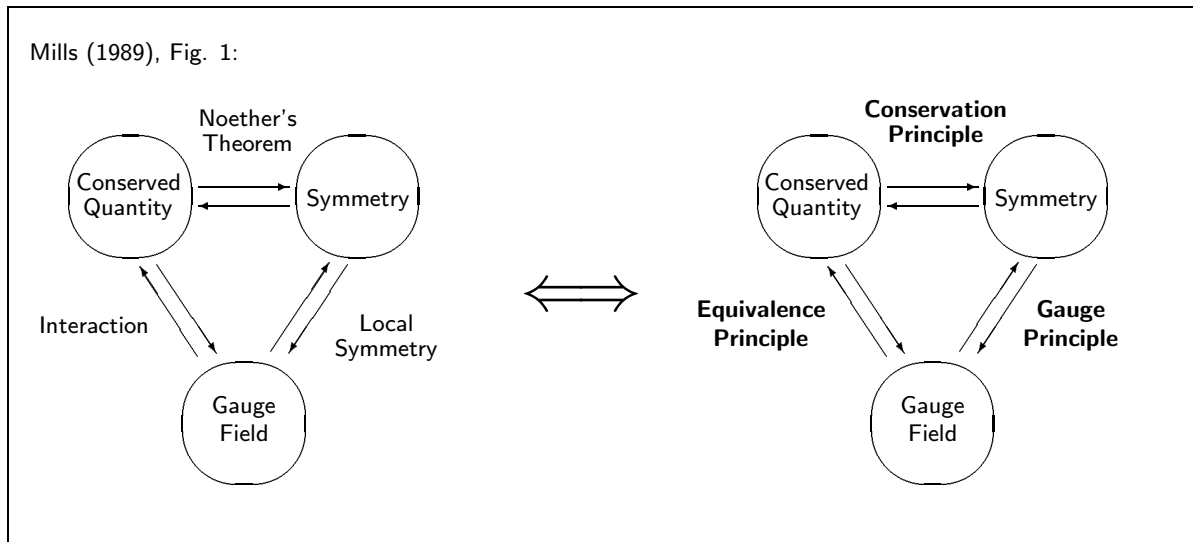 Mills (1989), Fig. 1:
Noether's
Theorem
Conserved
Quantity
Symmetry
Interaction
Local
Symmetry
Gauge
Field
Conservation
Principle
Conserved
Quantity
Symmetry
Equivalence
Principle
Gauge
Principle
Gauge
Field